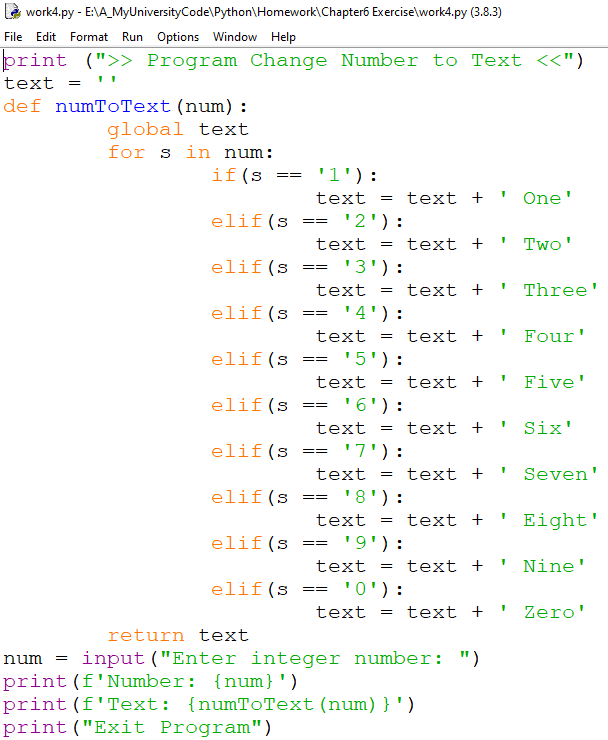 work4.py - E:\A_MyUniversityCode\Python\Homework\Chapter6 Exercise\work4.py (3.8.3)
File Edit Format Run Options Window Help
print (">> Program Change Number to Text <<")
text = ''
def numToText(num):
        global text
        for s in num:
                if(s == '1'):
                        text = text + ' One'
                elif(s == '2'):
                        text = text + ' Two'
                elif(s == '3'):
                        text = text + ' Three'
                elif(s == '4'):
                        text = text + ' Four'
                elif(s == '5'):
                        text = text + ' Five'
                elif(s == '6'):
                        text = text + ' Six'
                elif(s == '7'):
                        text = text + ' Seven'
                elif(s == '8'):
                        text = text + ' Eight'
                elif(s == '9'):
                        text = text + ' Nine'
                elif(s == '0'):
                        text = text + ' Zero'
        return text
num = input("Enter integer number: ")
print(f'Number: {num}')
print(f'Text: {numToText(num)}')
print("Exit Program")